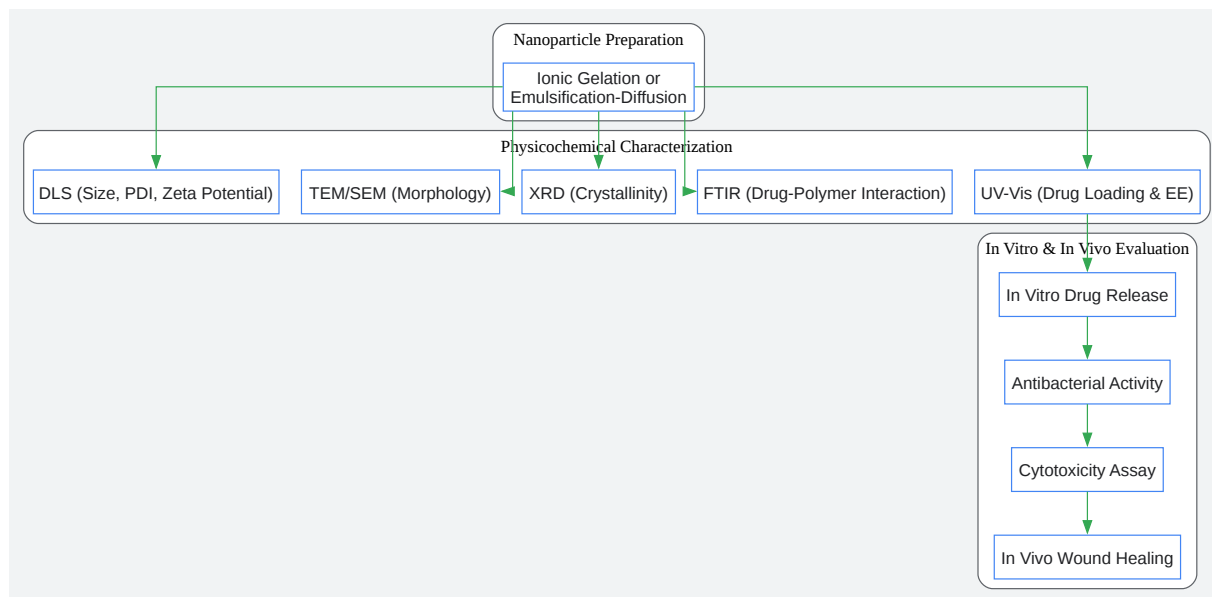 Nanoparticle Preparation
Ionic Gelation or
Emulsification-Diffusion
Physicochemical Characterization
DLS (Size, PDI, Zeta Potential)
TEM/SEM (Morphology)
XRD (Crystallinity)
FTIR (Drug-Polymer Interaction)
UV-Vis (Drug Loading & EE)
In Vitro & In Vivo Evaluation
In Vitro Drug Release
Antibacterial Activity
Cytotoxicity Assay
In Vivo Wound Healing